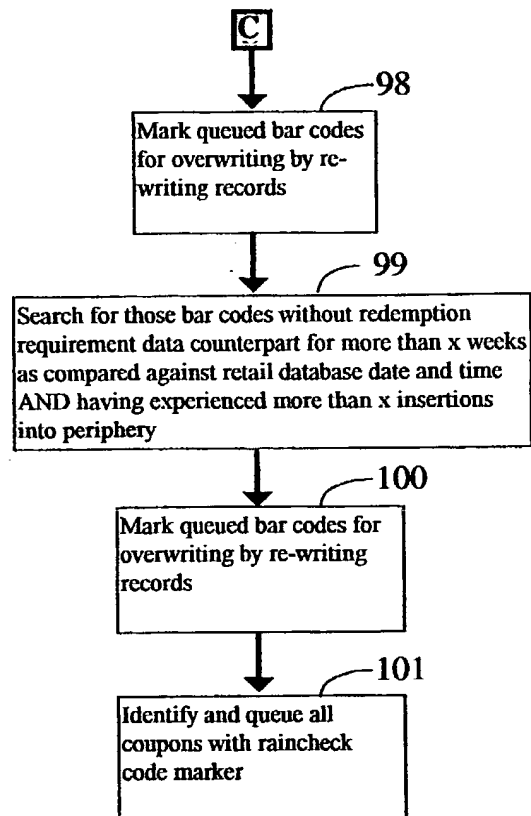 C
98
Mark queued bar codes
for overwriting by re-
writing records
99
Search for those bar codes without redemption
requirement data counterpart for more than x weeks
as compared against retail database date and time
AND having experienced more than x insertions
into periphery
100
Mark queued bar codes for
overwriting by re-writing
records
101
Identify and queue all
coupons with raincheck
code marker